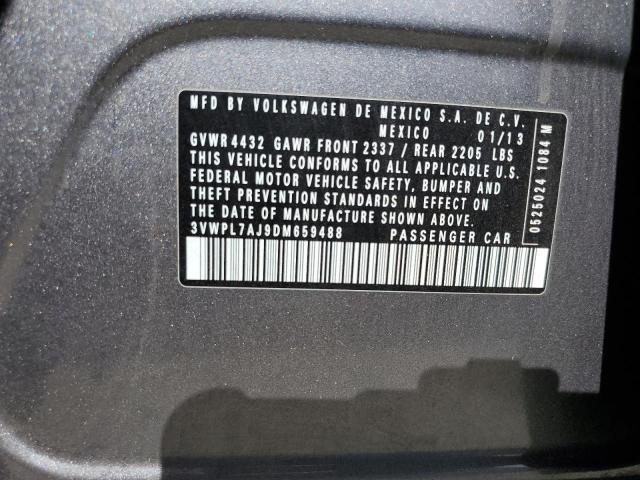 MFD BY VOLKSWAGEN DE MEXICO S.A. DE C.V.
MEXICO 01/13
GVWR 4432 GAWR FRONT 2337 / REAR 2205 LBS
THIS VEHICLE CONFORMS TO ALL APPLICABLE U.S.
FEDERAL MOTOR VEHICLE SAFETY, BUMPER AND
THEFT PREVENTION STANDARDS IN EFFECT ON
THE DATE OF MANUFACTURE SHOWN ABOVE.
3VWPL7AJ9DM659488 PASSENGER CAR
0525024 1084 M